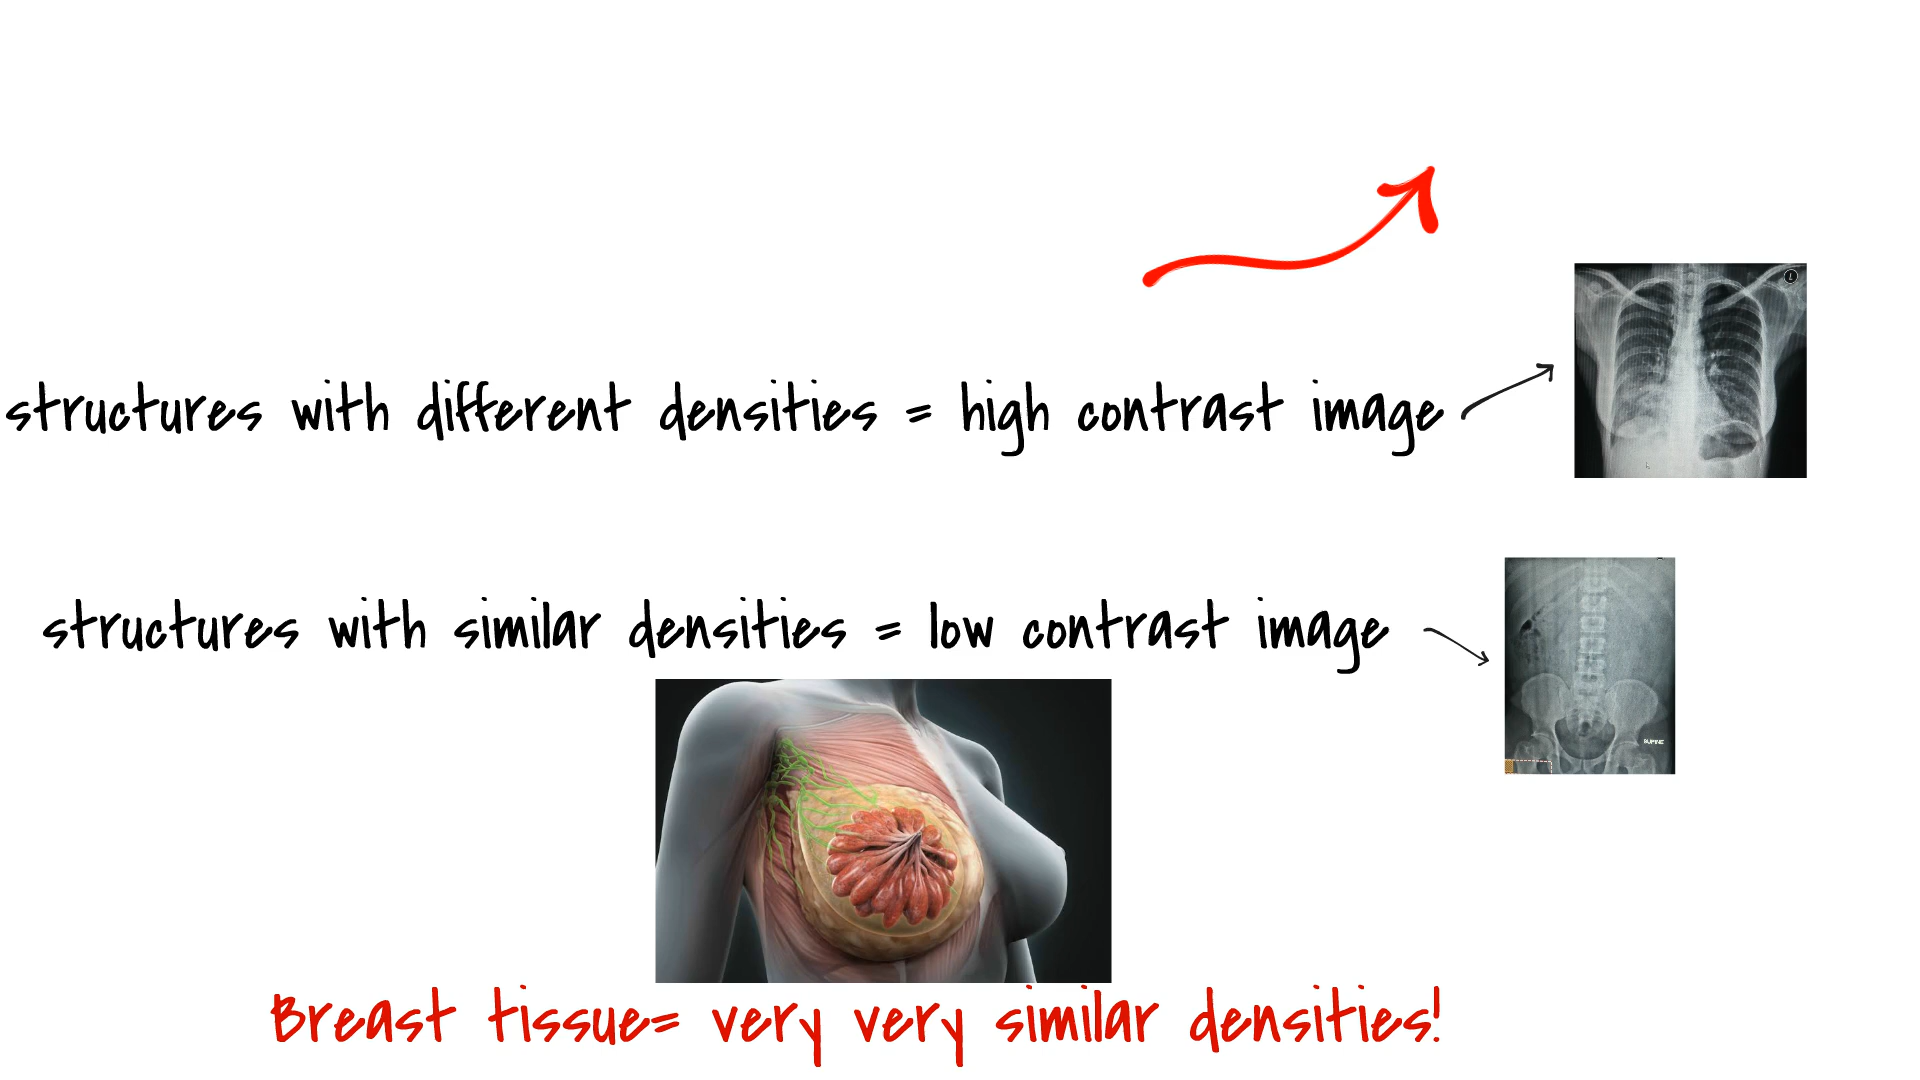 L
structures with different densities = high contrast image
structures with similar densities = low contrast image
SUPINE
Breast tissue= very very similar densities!